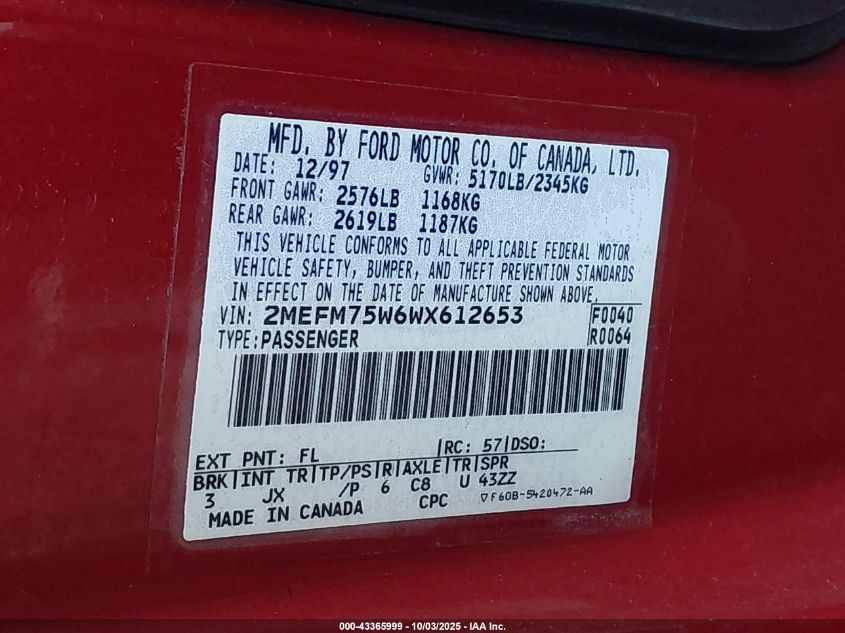 MFD. BY FORD MOTOR CO. OF CANADA, LTD.
DATE: 12/97 GVWR: 5170LB/2345KG
FRONT GAWR: 2576LB 1168KG
REAR GAWR: 2619LB 1187KG
THIS VEHICLE CONFORMS TO ALL APPLICABLE FEDERAL MOTOR
VEHICLE SAFETY, BUMPER, AND THEFT PREVENTION STANDARDS
IN EFFECT ON THE DATE OF MANUFACTURE SHOWN ABOVE.
VIN: 2MEFM75W6WX612653 F0040
TYPE: PASSENGER R0064
EXT PNT: FL RC: 57 DSO:
BRK INT TR TP/PS R AXLE TR SPR
3 JX /P 6 C8 U 43ZZ
MADE IN CANADA CPC F60B-5420472-AA
000-43365999 - 10/03/2025 - IAA Inc.